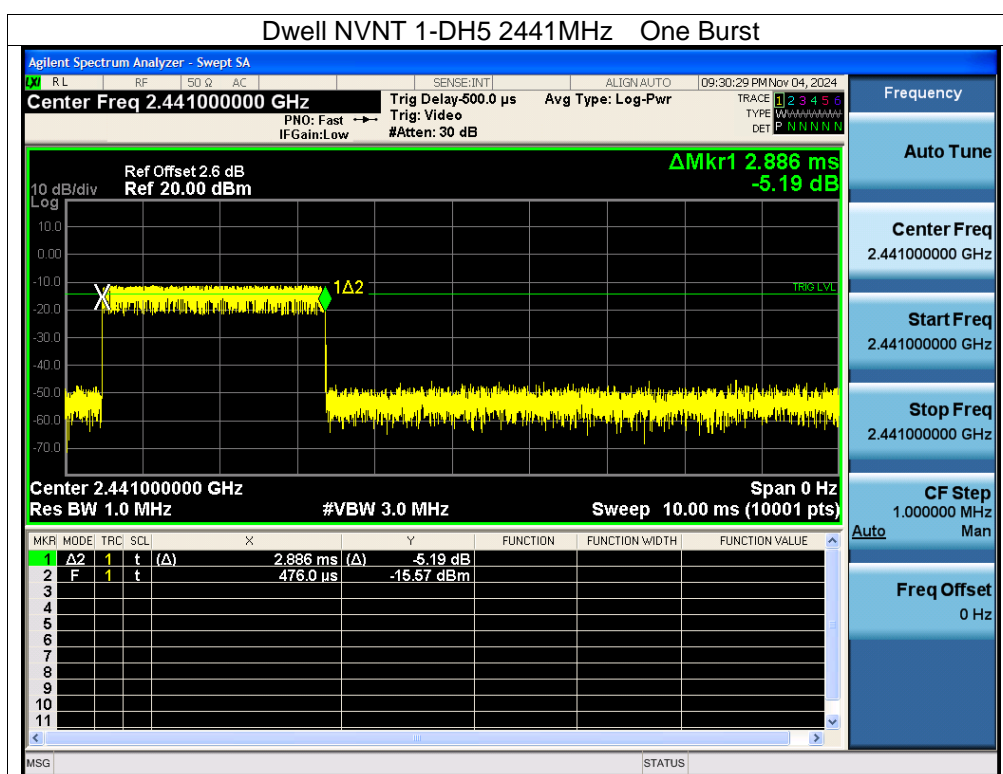 Dwell NVNT 1-DH5 2441MHz One Burst
Agilent Spectrum Analyzer - Swept SA
LXI RL RF 50 Ω AC SENSE:INT ALIGN AUTO 09:30:29 PM Nov 04, 2024
Center Freq 2.441000000 GHz Trig Delay-500.0 µs Avg Type: Log-Pwr TRACE 1 2 3 4 5 6
PNO: Fast Trig: Video TYPE WWWWWW
IFGain:Low #Atten: 30 dB DET P N N N N N
ΔMkr1 2.886 ms
-5.19 dB
Ref Offset 2.6 dB
10 dB/div Ref 20.00 dBm
Log
10.0
0.00
-10.0
1Δ2
TRIG LVL
-20.0
-30.0
-40.0
-50.0
-60.0
-70.0
Center 2.441000000 GHz Span 0 Hz
Res BW 1.0 MHz #VBW 3.0 MHz Sweep 10.00 ms (10001 pts)
MKR MODE TRC SCL X Y FUNCTION FUNCTION WIDTH FUNCTION VALUE
1 Δ2 1 t (Δ) 2.886 ms (Δ) -5.19 dB
2 F 1 t 476.0 µs -15.57 dBm
3
4
5
6
7
8
9
10
11
MSG STATUS
Frequency
Auto Tune
Center Freq
2.441000000 GHz
Start Freq
2.441000000 GHz
Stop Freq
2.441000000 GHz
CF Step
1.000000 MHz
Auto Man
Freq Offset
0 Hz